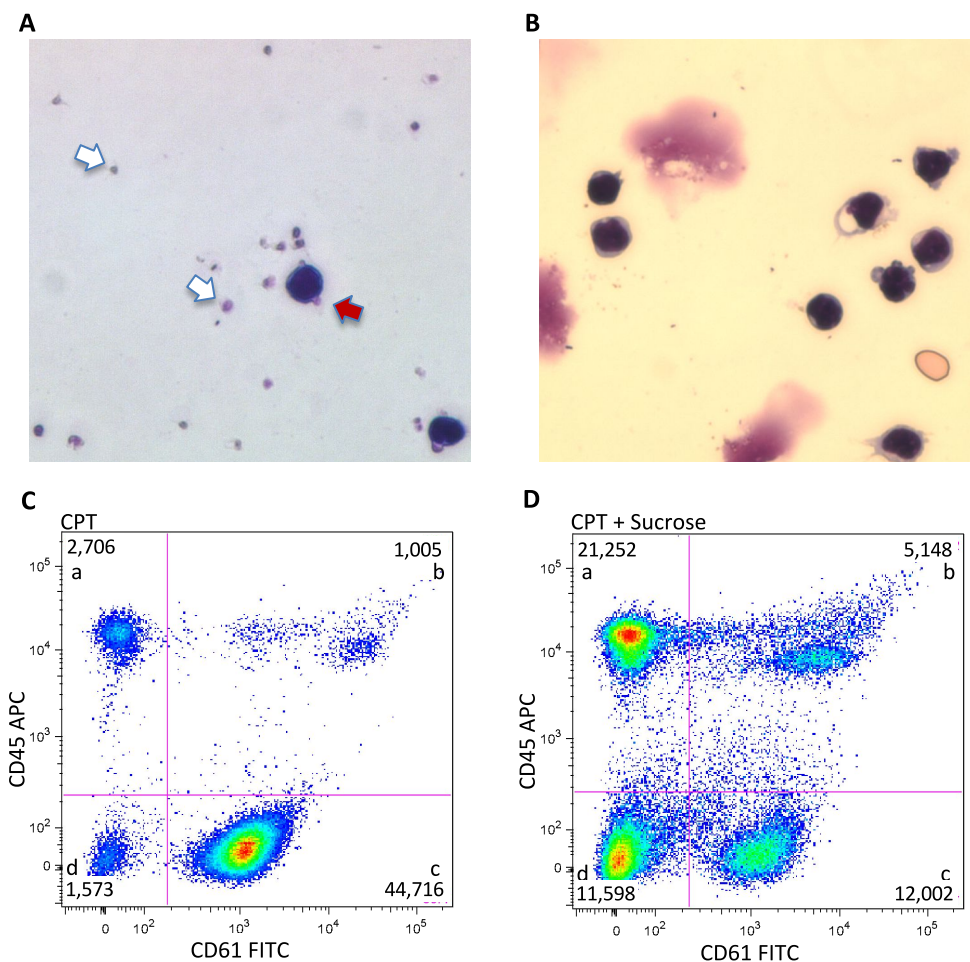 A
B
C
CPT
2,706
1,005
a
b
10^5
10^4
10^3
10^2
0
CD45 APC
d
c
1,573
44,716
0
10^2
10^3
10^4
10^5
CD61 FITC
D
CPT + Sucrose
21,252
5,148
a
b
10^5
10^4
10^3
10^2
0
CD45 APC
d
c
11,598
12,002
0
10^2
10^3
10^4
10^5
CD61 FITC